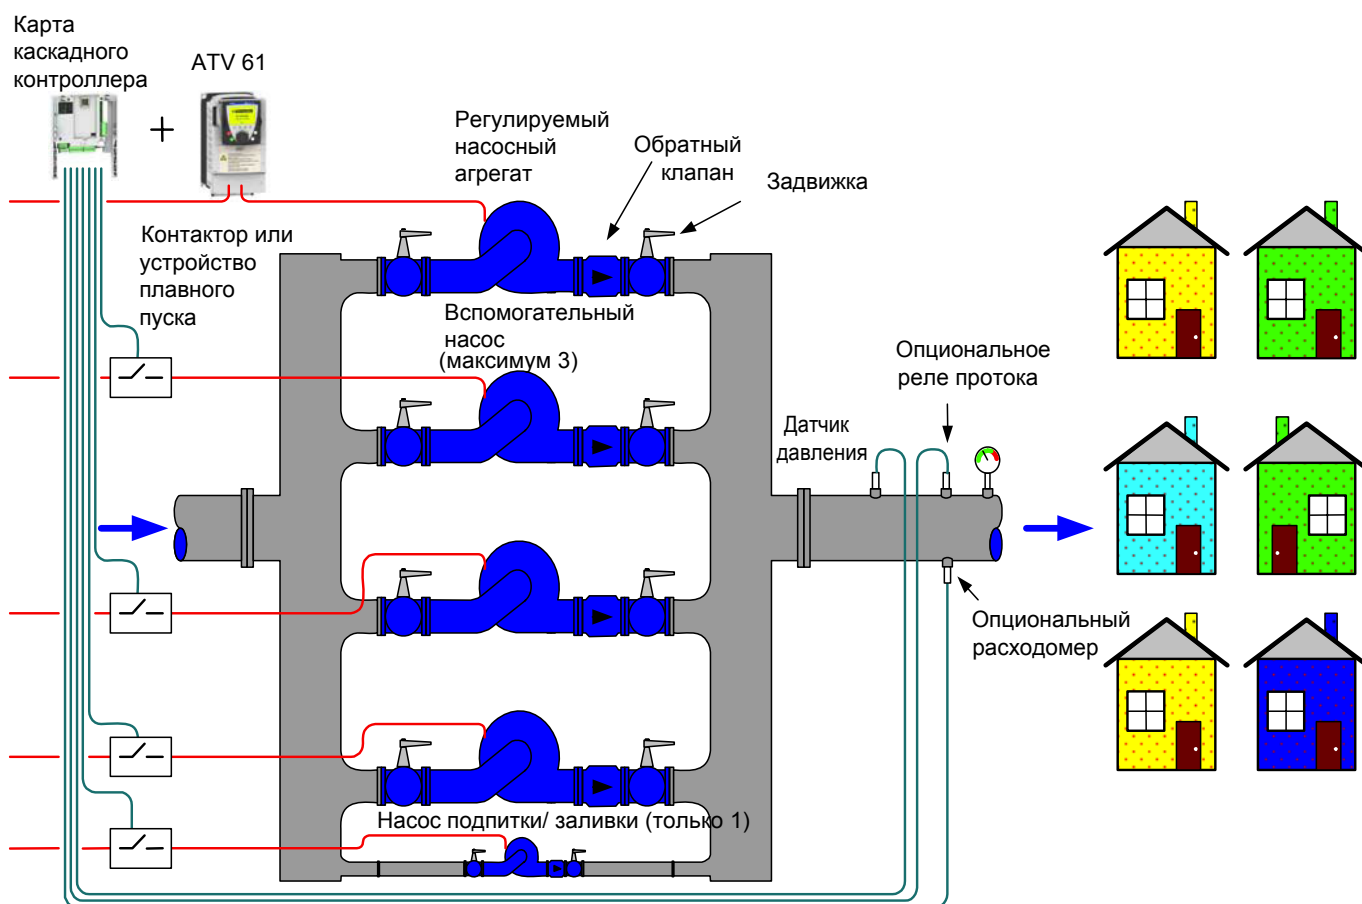 Карта
каскадного
контроллера
ATV 61
+
Регулируемый
насосный
агрегат
Обратный
клапан
Задвижка
Контактор или
устройство
плавного
пуска
Вспомогательный
насос
(максимум 3)
Опциональное
реле протока
Датчик
давления
Опциональный
расходомер
Насос подпитки/ заливки (только 1)